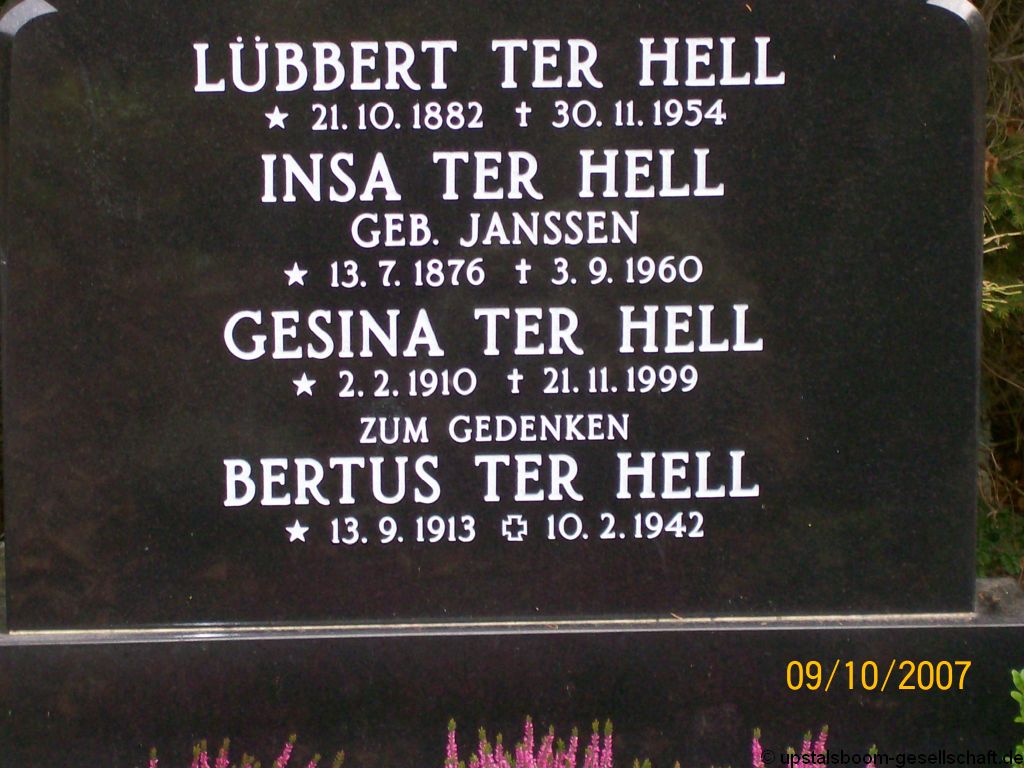 LÜBBERT TER HELL
★ 21.10.1882 † 30.11.1954
INSA TER HELL
GEB. JANSSEN
★ 13.7.1876 † 3.9.1960
GESINA TER HELL
★ 2.2.1910 † 21.11.1999
ZUM GEDENKEN
BERTUS TER HELL
★ 13.9.1913 ✠ 10.2.1942
09/10/2007
© upstalsboom-gesellschaft.de